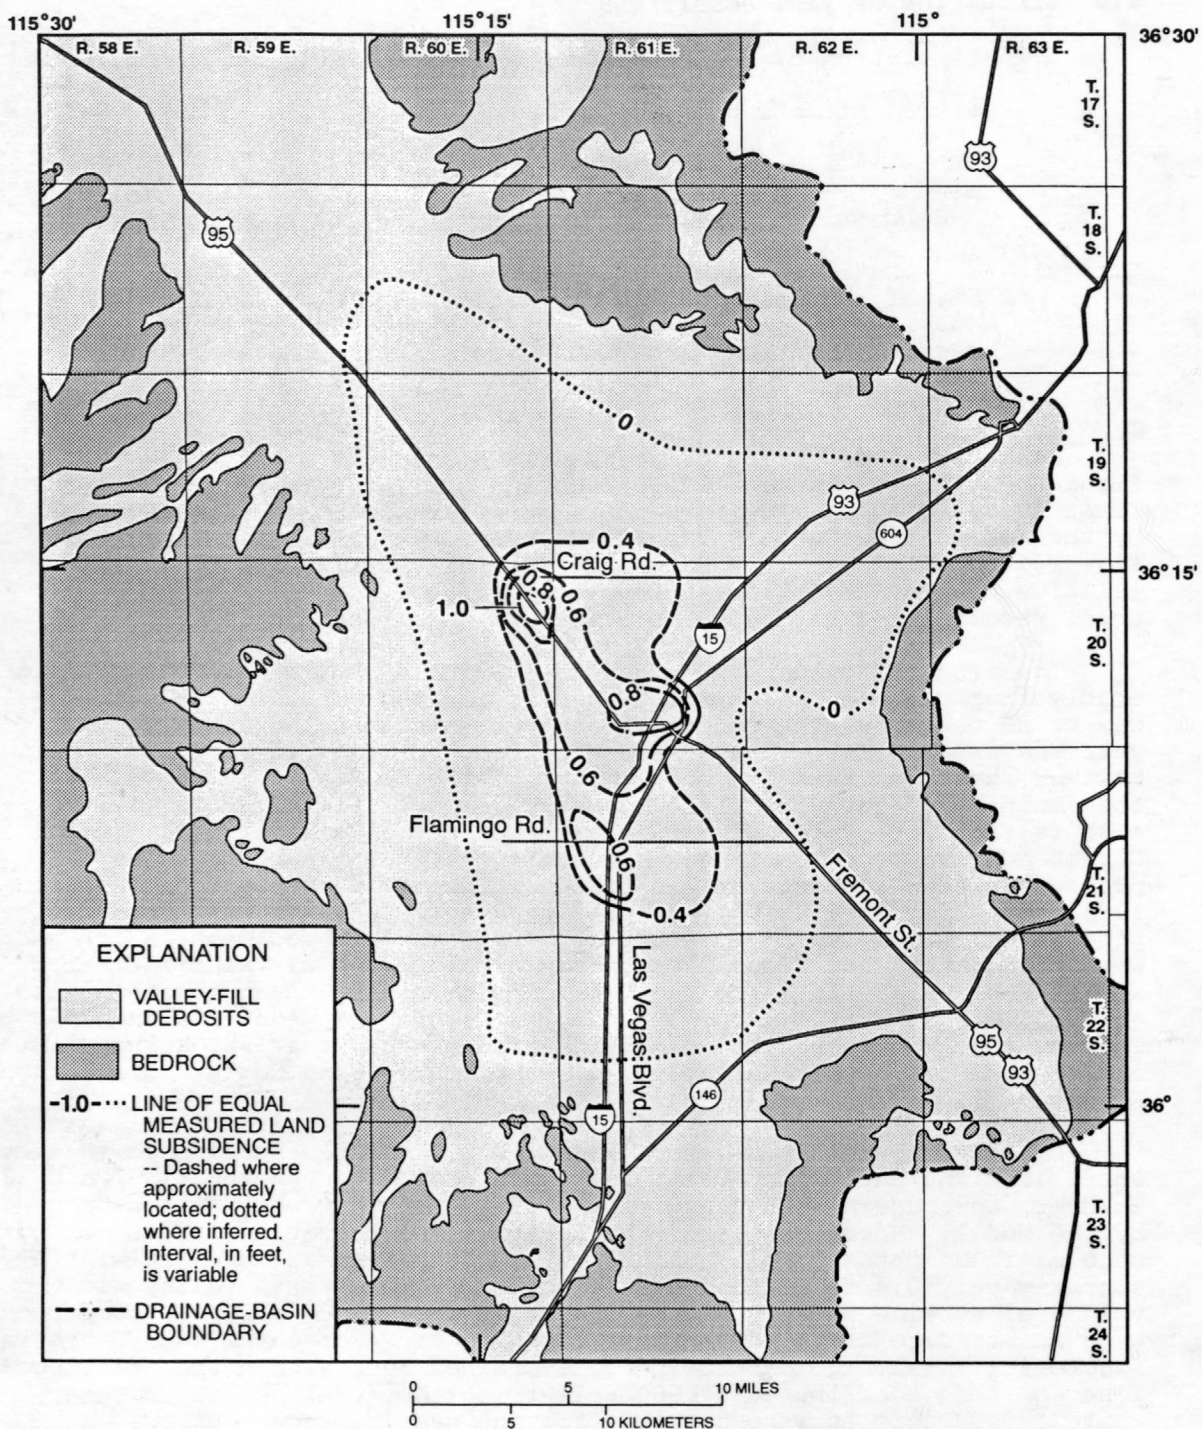 115°30'
115°15'
115°
R. 58 E.
R. 59 E.
R. 60 E.
R. 61 E.
R. 62 E.
R. 63 E.
36°30'
T.
17
S.
93
T.
18
S.
95
0
T.
19
S.
93
604
0.4
Craig Rd.
36°15'
0.8
0.6
1.0
15
T.
20
S.
0.8
0
0.6
Flamingo Rd.
0.6
Fremont St.
T.
21
S.
0.4
Las Vegas Blvd.
T.
22
S.
95
93
146
15
36°
T.
23
S.
T.
24
S.
EXPLANATION
VALLEY-FILL
DEPOSITS
BEDROCK
-1.0-···· LINE OF EQUAL
MEASURED LAND
SUBSIDENCE
-- Dashed where
approximately
located; dotted
where inferred.
Interval, in feet,
is variable
DRAINAGE-BASIN
BOUNDARY
0 5 10 MILES
0 5 10 KILOMETERS